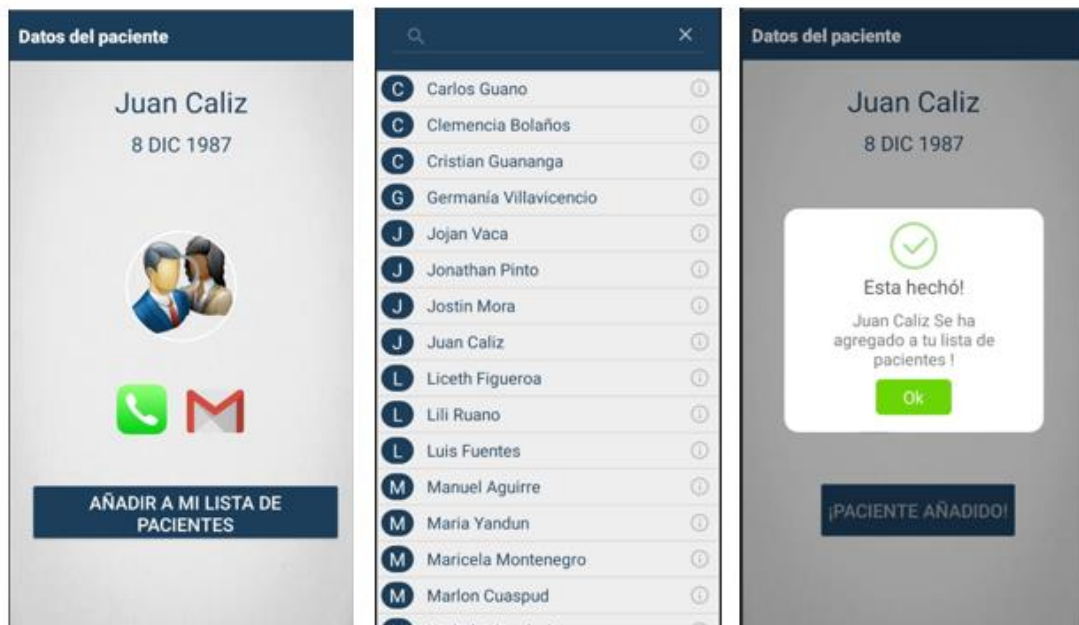 Datos del paciente
Juan Caliz
8 DIC 1987
AÑADIR A MI LISTA DE
PACIENTES
C Carlos Guano
C Clemencia Bolaños
C Cristian Guananga
G Germanía Villavicencio
J Jojan Vaca
J Jonathan Pinto
J Jostin Mora
J Juan Caliz
L Liceth Figueroa
L Lili Ruano
L Luis Fuentes
M Manuel Aguirre
M Maria Yandun
M Maricela Montenegro
M Marlon Cuaspud
Datos del paciente
Juan Caliz
8 DIC 1987
Esta hechó!
Juan Caliz Se ha
agregado a tu lista de
pacientes !
Ok
¡PACIENTE AÑADIDO!